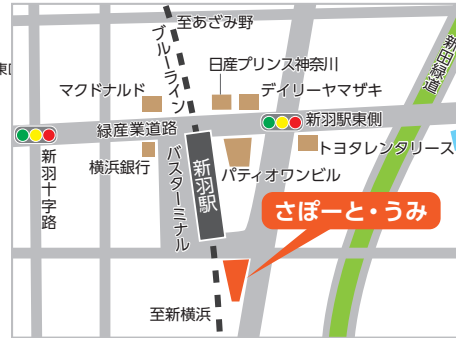 至あざみ野
ブルーライン
新田緑道
日産プリンス神奈川
マクドナルド
デイリーヤマザキ
緑産業道路
新羽駅東側
新羽十字路
横浜銀行
バスターミナル
新羽駅
パティオワンビル
トヨタレンタリース
さぽーと・うみ
至新横浜